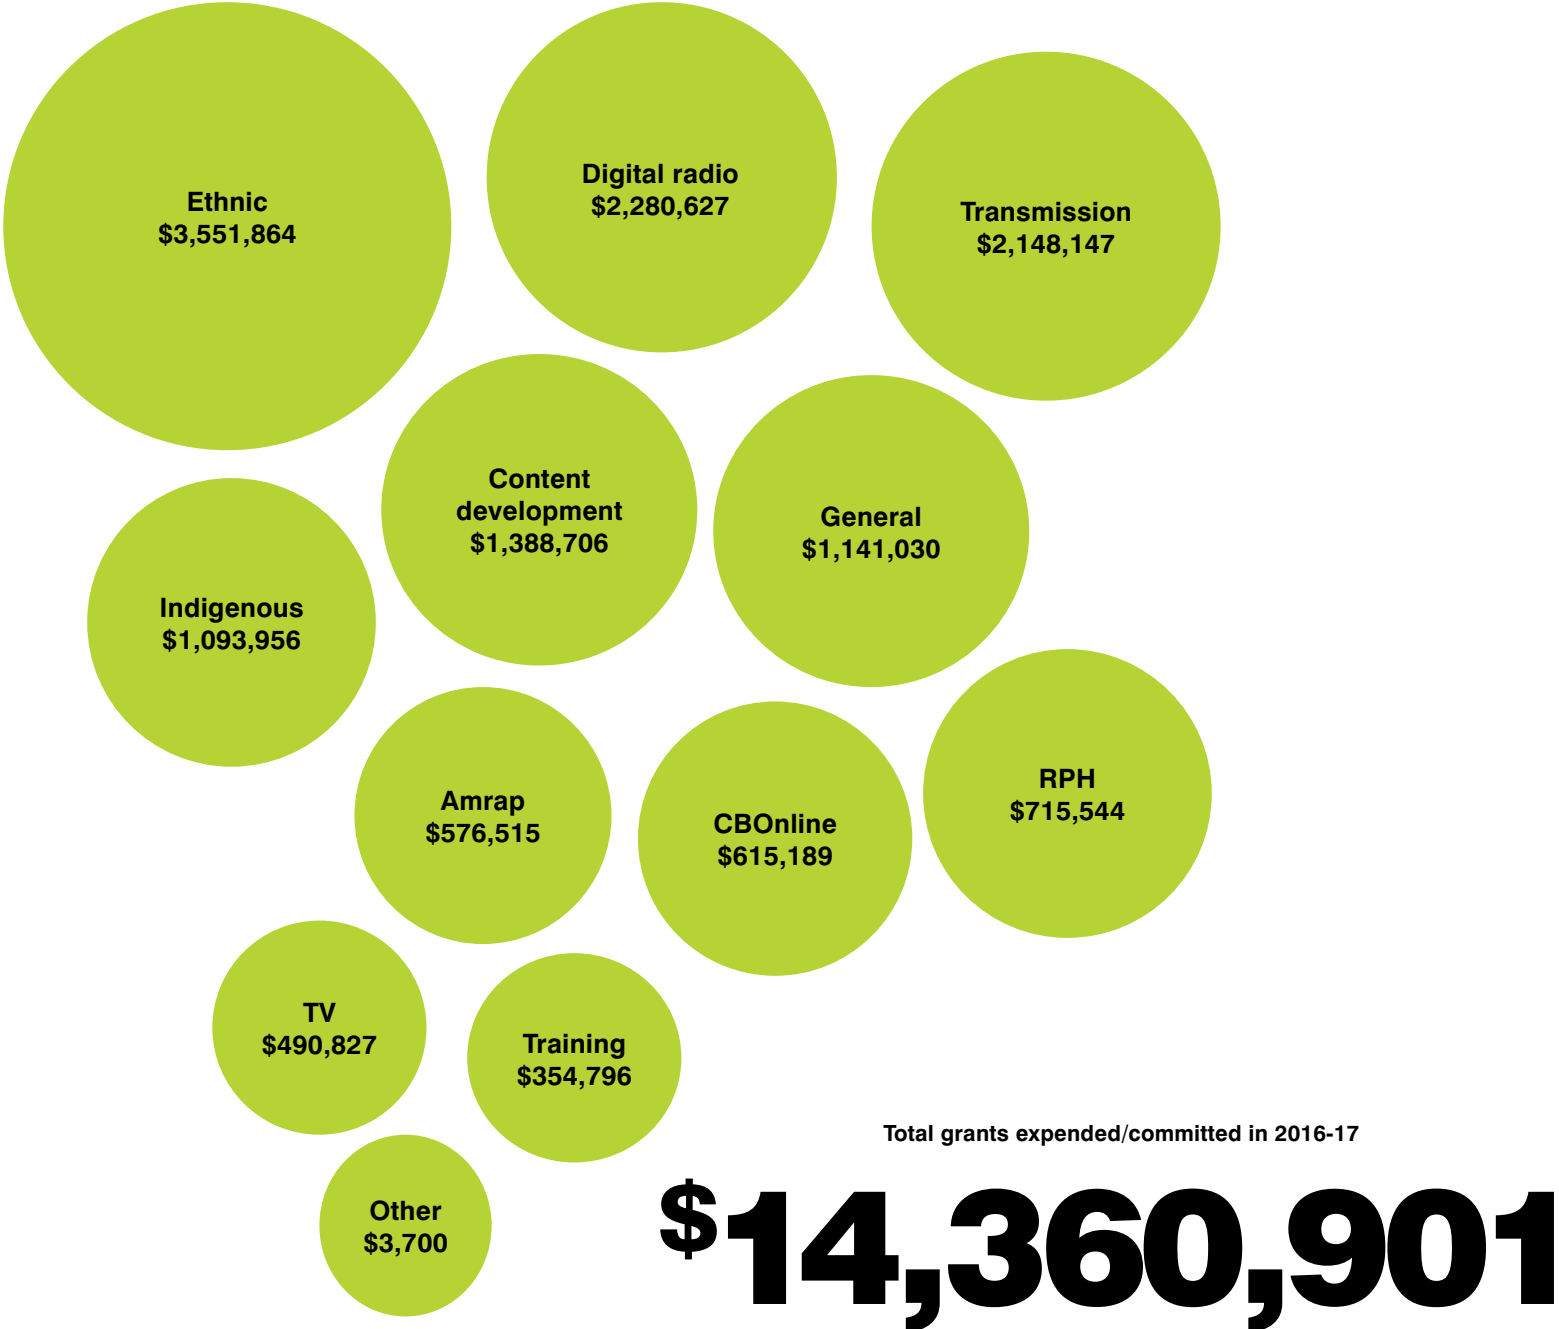 Ethnic
$3,551,864
Digital radio
$2,280,627
Transmission
$2,148,147
Content
development
$1,388,706
General
$1,141,030
Indigenous
$1,093,956
Amrap
$576,515
CBOnline
$615,189
RPH
$715,544
TV
$490,827
Training
$354,796
Other
$3,700
Total grants expended/committed in 2016-17
$14,360,901